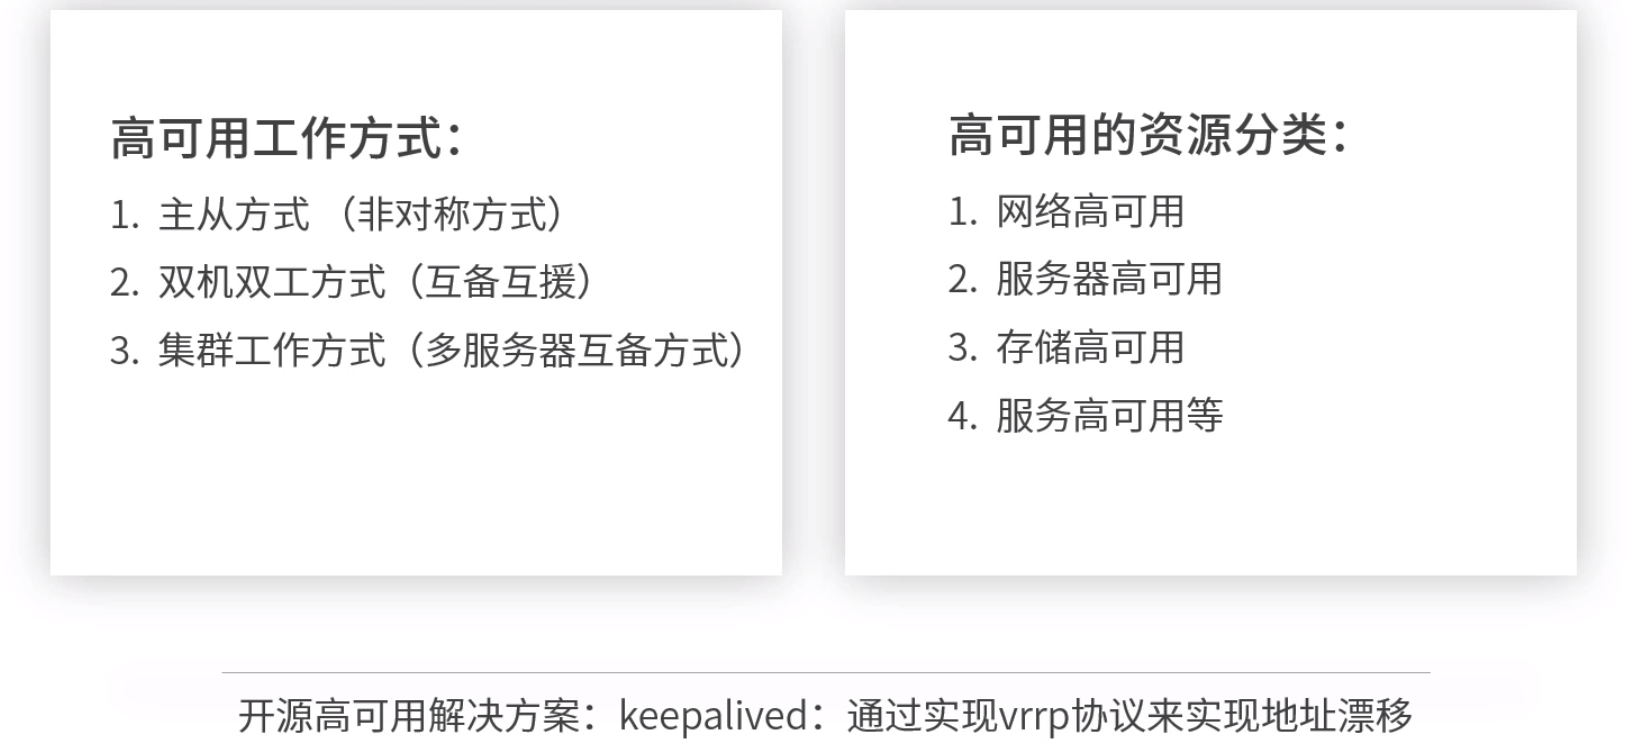 高可用工作方式：
1. 主从方式 （非对称方式）
2. 双机双工方式（互备互援）
3. 集群工作方式（多服务器互备方式）
高可用的资源分类：
1. 网络高可用
2. 服务器高可用
3. 存储高可用
4. 服务高可用等
开源高可用解决方案：keepalived：通过实现vrrp协议来实现地址漂移